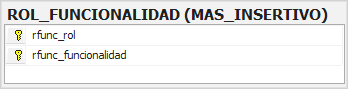 ROL_FUNCIONALIDAD (MAS_INSERTIVO)
rfunc_rol
rfunc_funcionalidad